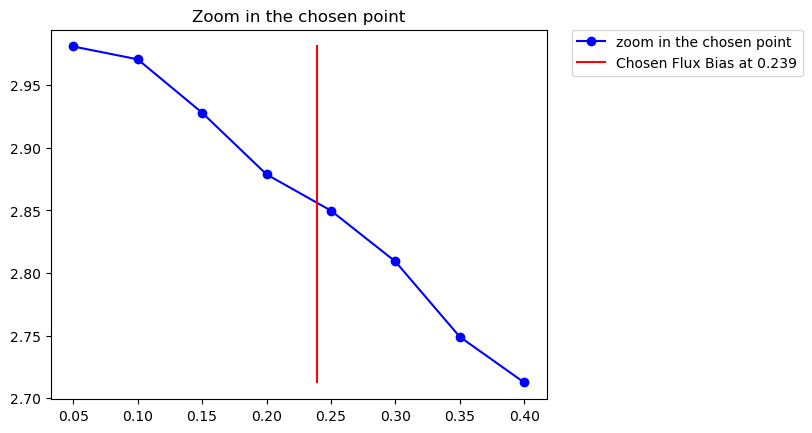 Zoom in the chosen point
zoom in the chosen point
Chosen Flux Bias at 0.239
2.95
2.90
2.85
2.80
2.75
2.70
0.05 0.10 0.15 0.20 0.25 0.30 0.35 0.40